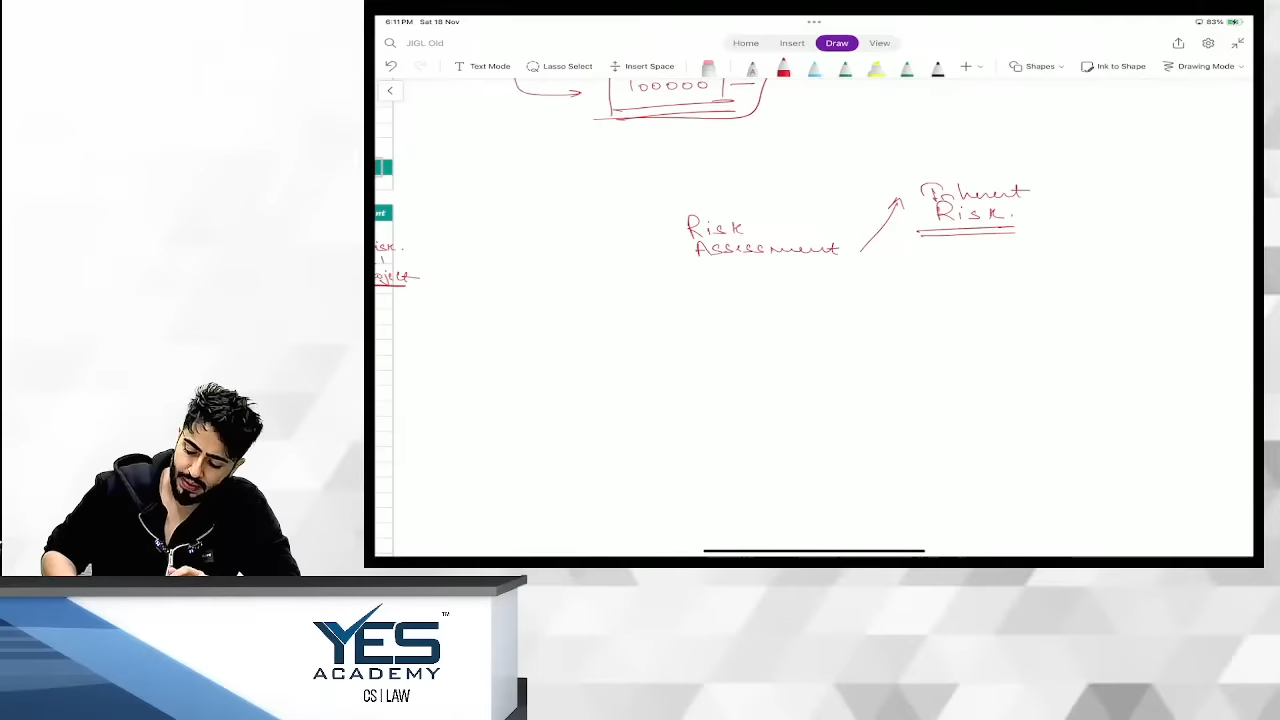 6:11 PM Sat 18 Nov
83%
JIGL Old
Home Insert Draw View
Text Mode Lasso Select Insert Space Shapes Ink to Shape Drawing Mode
100000
Inherent
Risk.
Risk
Assessment
YES
ACADEMY
CS | LAW
TM